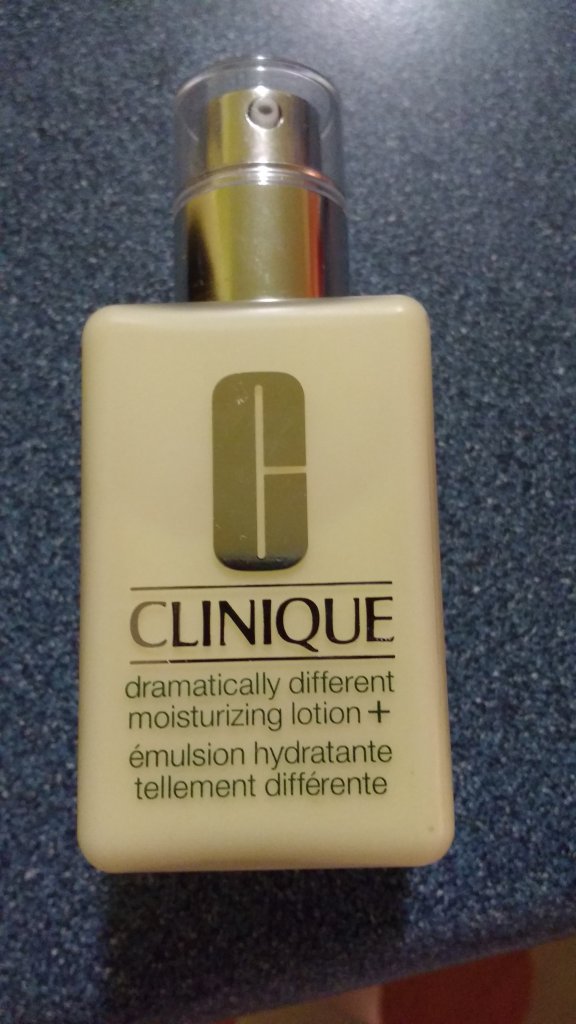 CLINIQUE
dramatically different
moisturizing lotion +
émulsion hydratante
tellement différente